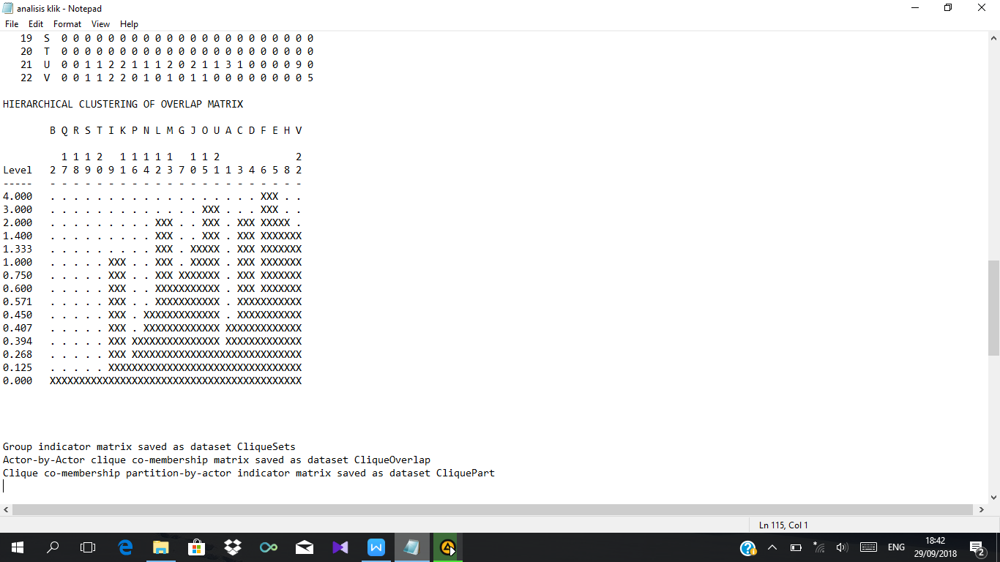 analisis klik - Notepad
File Edit Format View Help
19 S 0 0 0 0 0 0 0 0 0 0 0 0 0 0 0 0 0 0 0 0 0 0
20 T 0 0 0 0 0 0 0 0 0 0 0 0 0 0 0 0 0 0 0 0 0 0
21 U 0 0 1 1 2 2 1 1 1 2 0 2 1 1 3 1 0 0 0 0 9 0
22 V 0 0 1 1 2 2 0 1 0 1 0 1 1 0 0 0 0 0 0 0 0 5
HIERARCHICAL CLUSTERING OF OVERLAP MATRIX
        B Q R S T I K P N L M G J O U A C D F E H V
          1 1 1 2   1 1 1 1 1   1 1 2             2
Level   2 7 8 9 0 9 1 6 4 2 3 7 0 5 1 1 3 4 6 5 8 2
-----   - - - - - - - - - - - - - - - - - - - - - -
4.000   . . . . . . . . . . . . . . . . . . XXX . .
3.000   . . . . . . . . . . . . . XXX . . . XXX . .
2.000   . . . . . . . . . XXX . . XXX . XXX XXXXX .
1.400   . . . . . . . . . XXX . . XXX . XXX XXXXXXX
1.333   . . . . . . . . . XXX . XXXXX . XXX XXXXXXX
1.000   . . . . . XXX . . XXX . XXXXX . XXX XXXXXXX
0.750   . . . . . XXX . . XXX XXXXXXX . XXX XXXXXXX
0.600   . . . . . XXX . . XXXXXXXXXXX . XXX XXXXXXX
0.571   . . . . . XXX . . XXXXXXXXXXX . XXXXXXXXXXX
0.450   . . . . . XXX . XXXXXXXXXXXXX . XXXXXXXXXXX
0.407   . . . . . XXX . XXXXXXXXXXXXX XXXXXXXXXXXXX
0.394   . . . . . XXX XXXXXXXXXXXXXXX XXXXXXXXXXXXX
0.268   . . . . . XXX XXXXXXXXXXXXXXXXXXXXXXXXXXXXX
0.125   . . . . . XXXXXXXXXXXXXXXXXXXXXXXXXXXXXXXXX
0.000   XXXXXXXXXXXXXXXXXXXXXXXXXXXXXXXXXXXXXXXXXXX
Group indicator matrix saved as dataset CliqueSets
Actor-by-Actor clique co-membership matrix saved as dataset CliqueOverlap
Clique co-membership partition-by-actor indicator matrix saved as dataset CliquePart
Ln 115, Col 1
ENG
18:42
29/09/2018
2